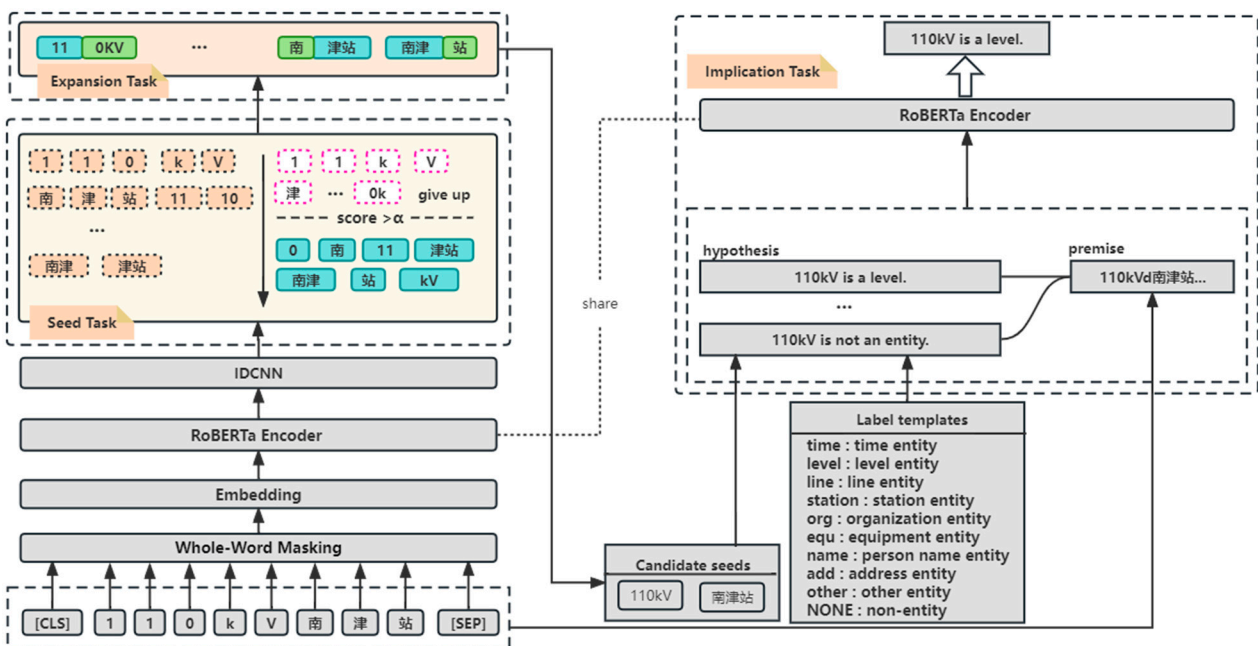 11 0KV ... 南 津站 南津 站
Expansion Task
1 1 0 k V
南 津 站 11 10
...
南津 津站
1 1 k V
津 ... 0k give up
score >α
0 南 11 津站
南津 站 kV
Seed Task
IDCNN
RoBERTa Encoder
Embedding
Whole-Word Masking
[CLS] 1 1 0 k V 南 津 站 [SEP]
share
110kV is a level.
Implication Task
RoBERTa Encoder
hypothesis
premise
110kV is a level.
110kVd南津站...
...
110kV is not an entity.
Label templates
time : time entity
level : level entity
line : line entity
station : station entity
org : organization entity
equ : equipment entity
name : person name entity
add : address entity
other : other entity
NONE : non-entity
Candidate seeds
110kV 南津站